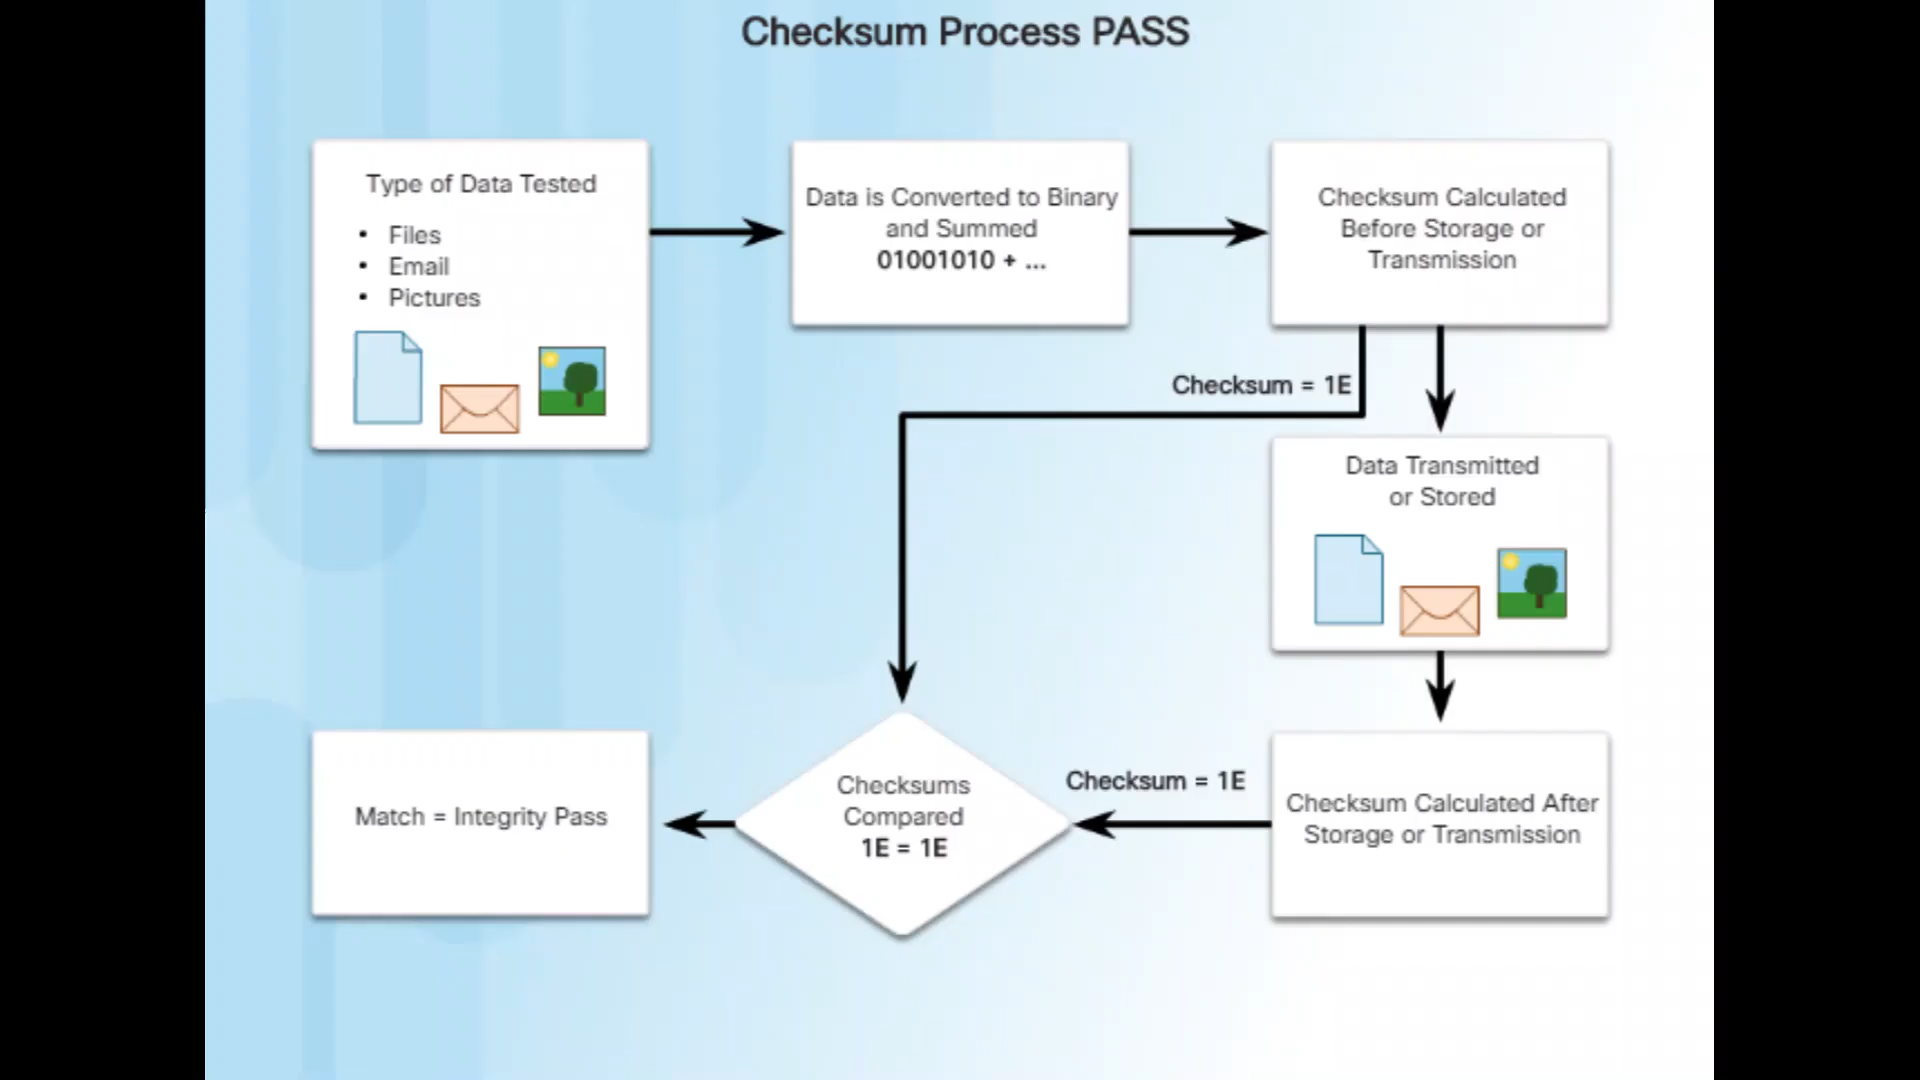 Checksum Process PASS
Type of Data Tested
• Files
• Email
• Pictures
Data is Converted to Binary
and Summed
01001010 + ...
Checksum Calculated
Before Storage or
Transmission
Checksum = 1E
Data Transmitted
or Stored
Checksum Calculated After
Storage or Transmission
Checksum = 1E
Checksums
Compared
1E = 1E
Match = Integrity Pass